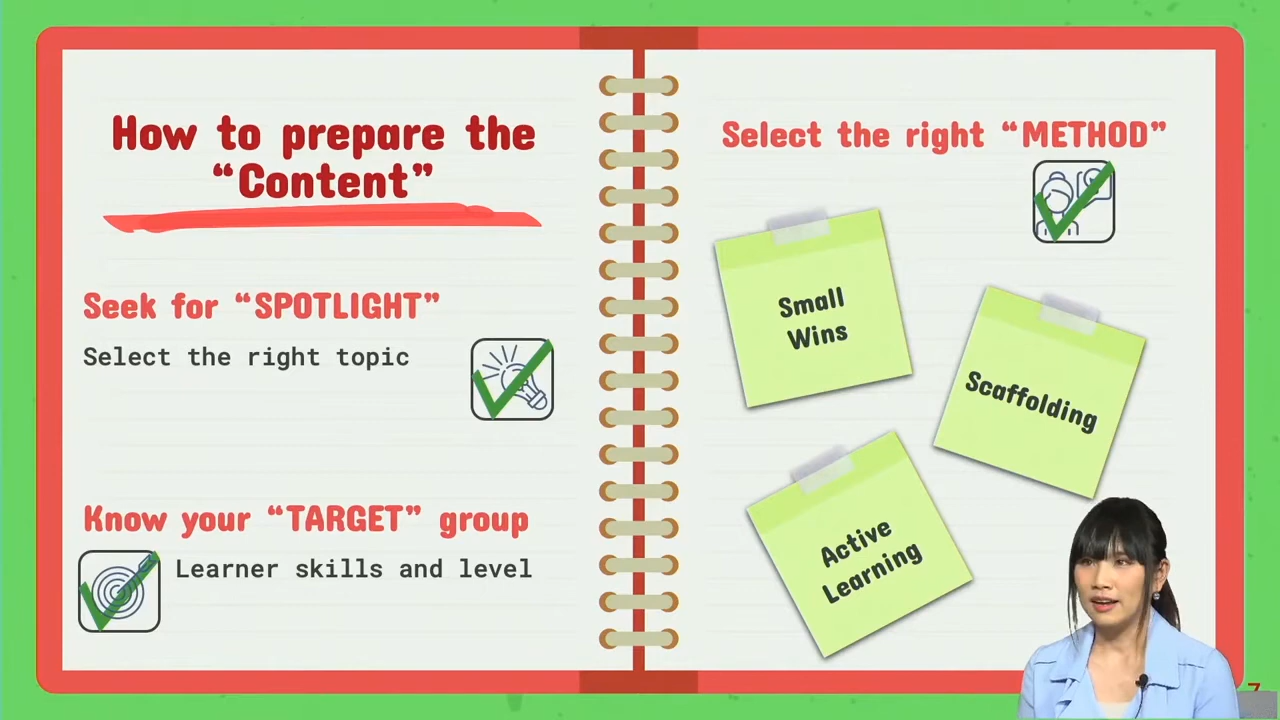 How to prepare the
“Content”
Seek for “SPOTLIGHT”
Select the right topic
Know your “TARGET” group
Learner skills and level
Select the right “METHOD”
Small
Wins
Scaffolding
Active
Learning
7